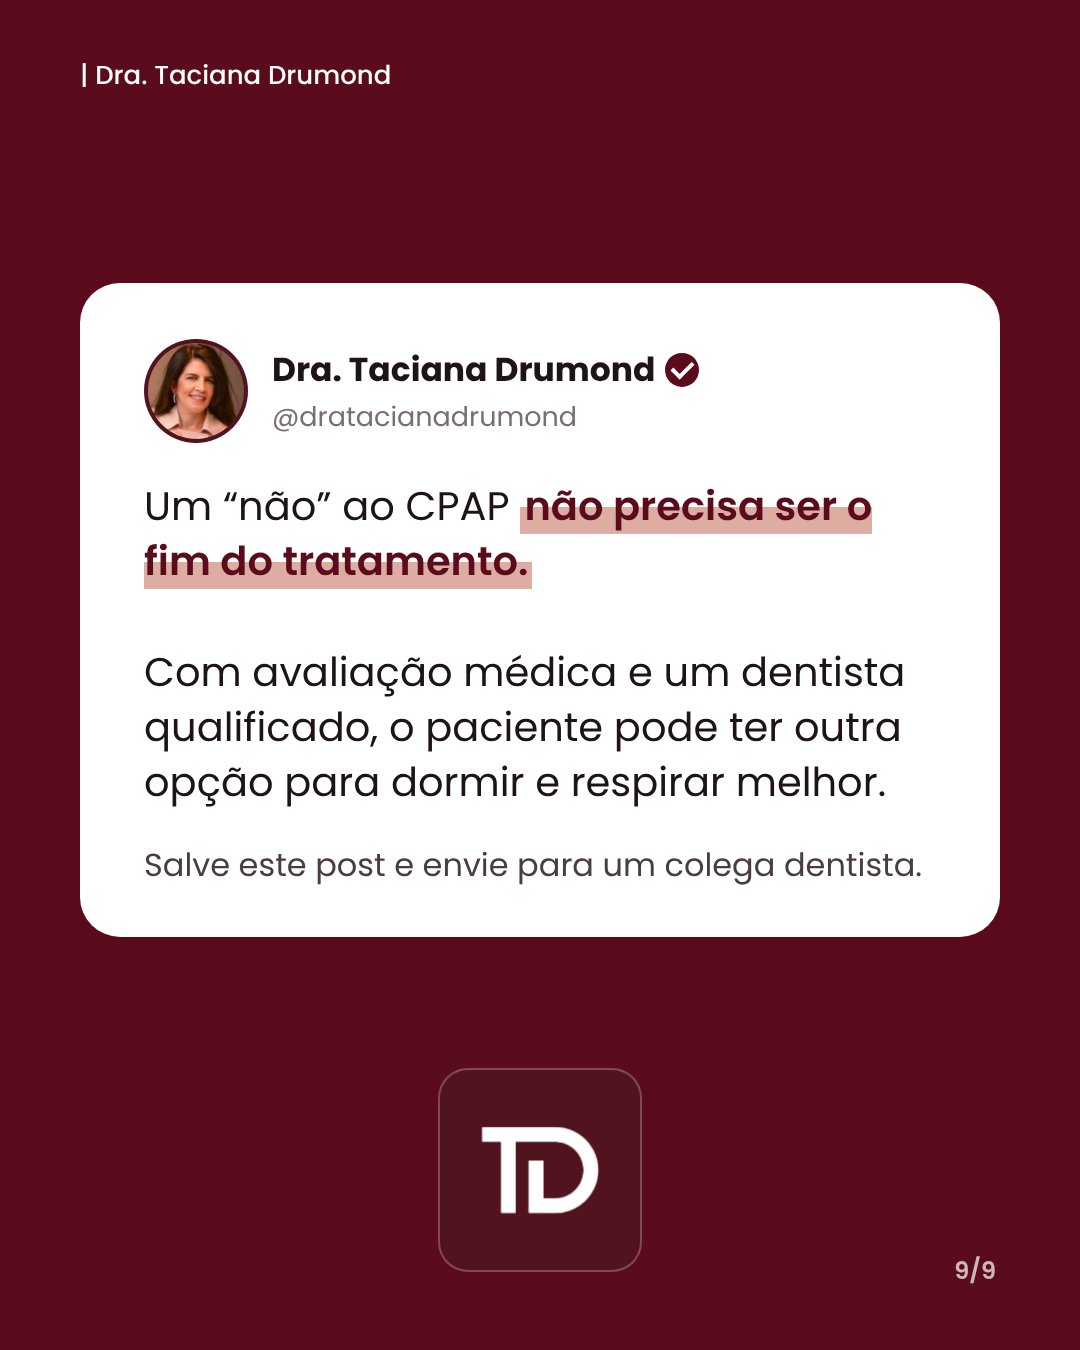 | Dra. Taciana Drumond
Dra. Taciana Drumond
@dratacianadrumond
Um “não” ao CPAP não precisa ser o
fim do tratamento.
Com avaliação médica e um dentista
qualificado, o paciente pode ter outra
opção para dormir e respirar melhor.
Salve este post e envie para um colega dentista.
TD
9/9